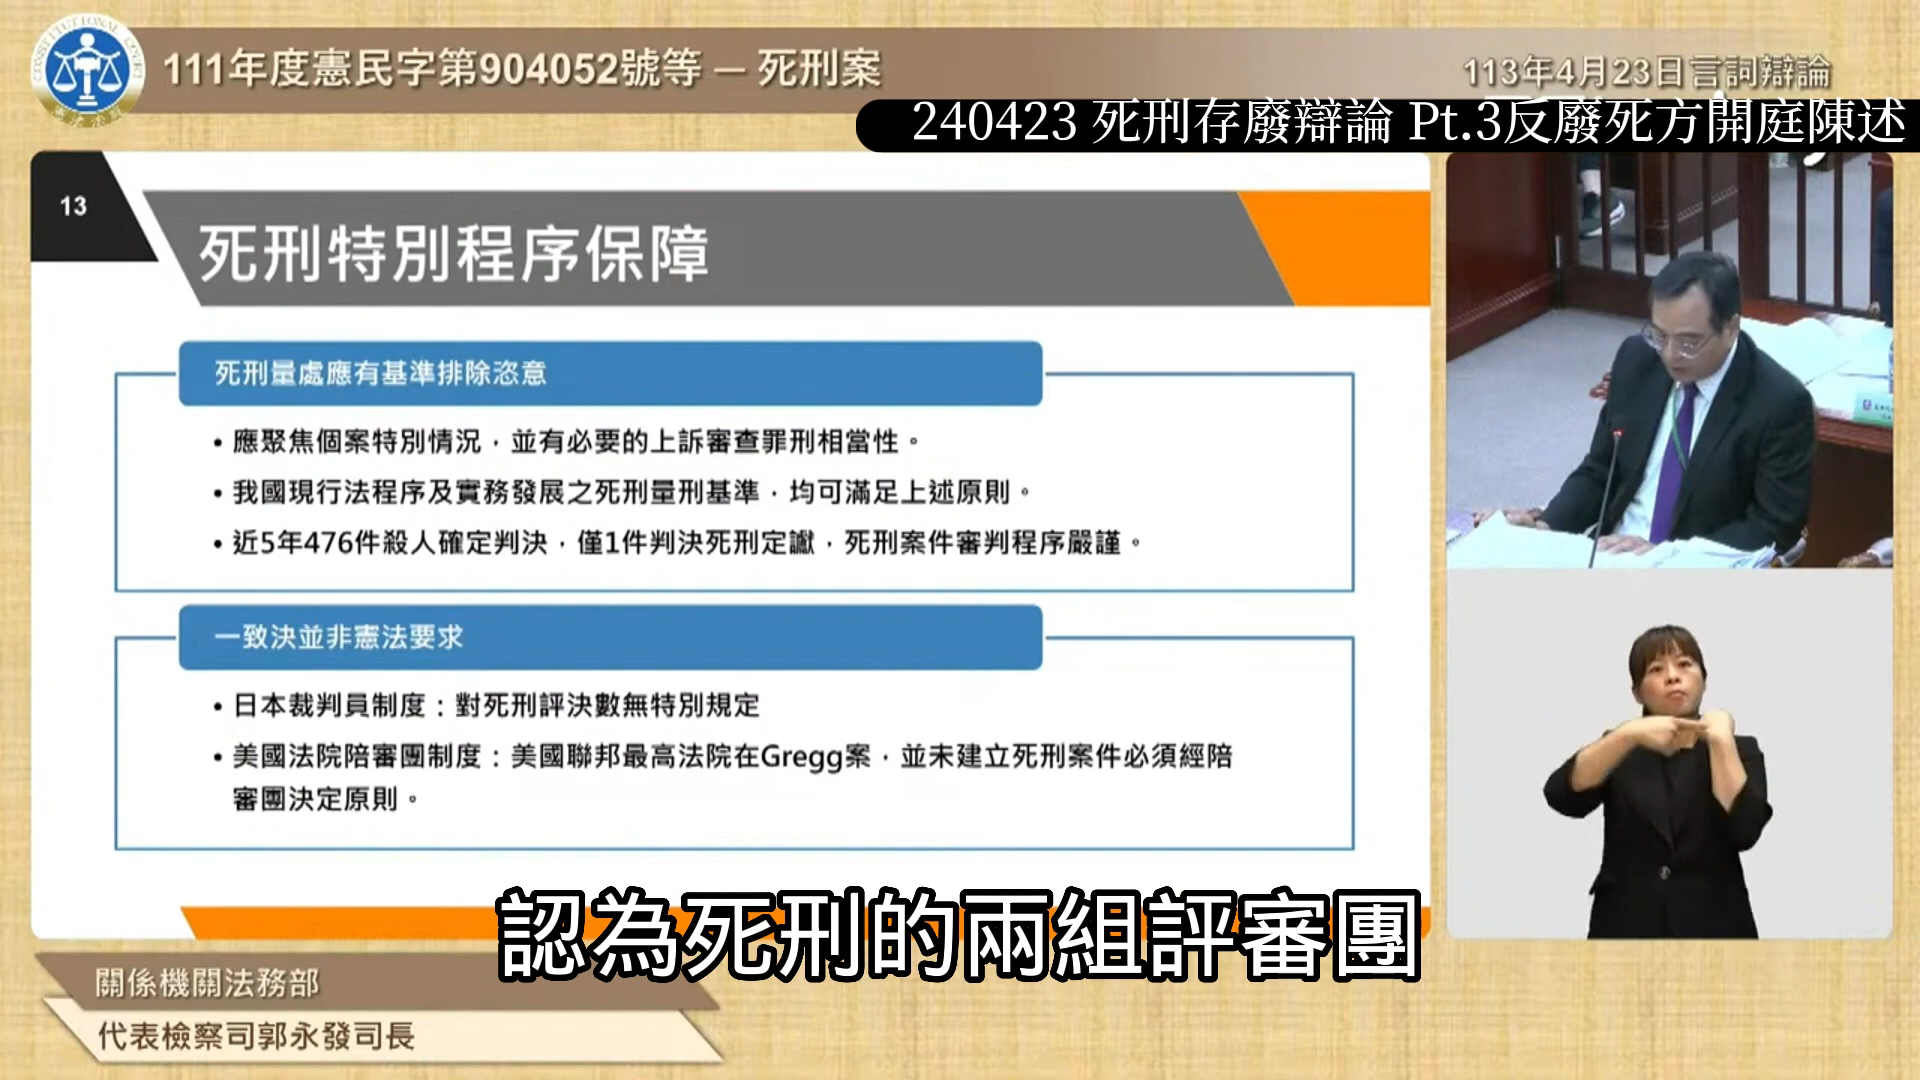 CONSTITUTIONAL COURT
憲法法庭
111年度憲民字第904052號等 — 死刑案
113年4月23日言詞辯論
240423 死刑存廢辯論 Pt.3反廢死方開庭陳述
13
死刑特別程序保障
死刑量處應有基準排除恣意
• 應聚焦個案特別情況，並有必要的上訴審查罪刑相當性。
• 我國現行法程序及實務發展之死刑量刑基準，均可滿足上述原則。
• 近5年476件殺人確定判決，僅1件判決死刑定讞，死刑案件審判程序嚴謹。
一致決並非憲法要求
• 日本裁判員制度：對死刑評決數無特別規定
• 美國法院陪審團制度：美國聯邦最高法院在Gregg案，並未建立死刑案件必須經陪
審團決定原則。
認為死刑的兩組評審團
關係機關法務部
代表檢察司郭永發司長